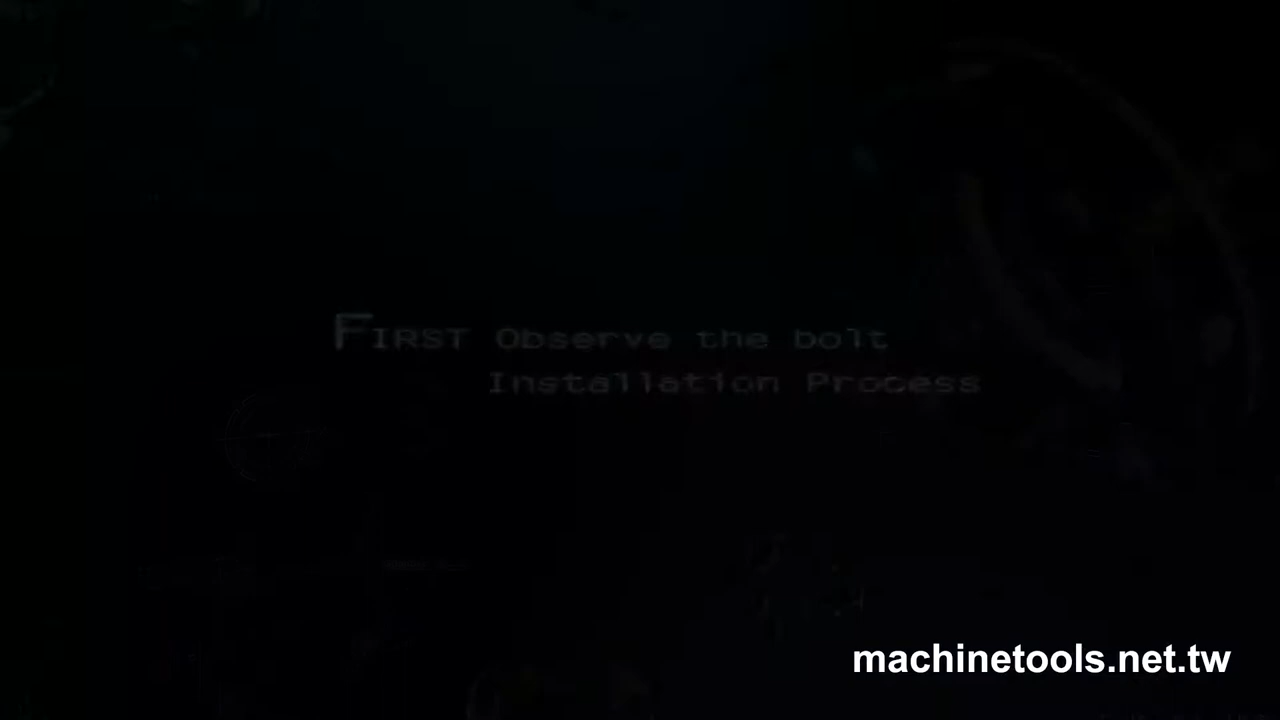 FIRST Observe the bolt
Installation Process
machinetools.net.tw